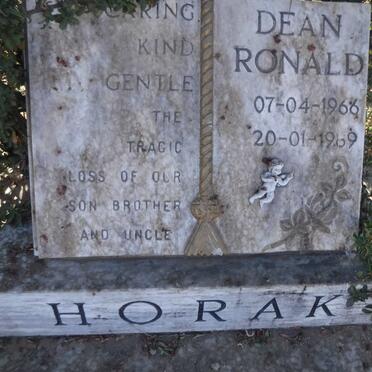 CARING
KIND
GENTLE
THE
TRAGIC
LOSS OF OUR
SON BROTHER
AND UNCLE
DEAN
RONALD
07-04-1966
20-01-1989
HORAK